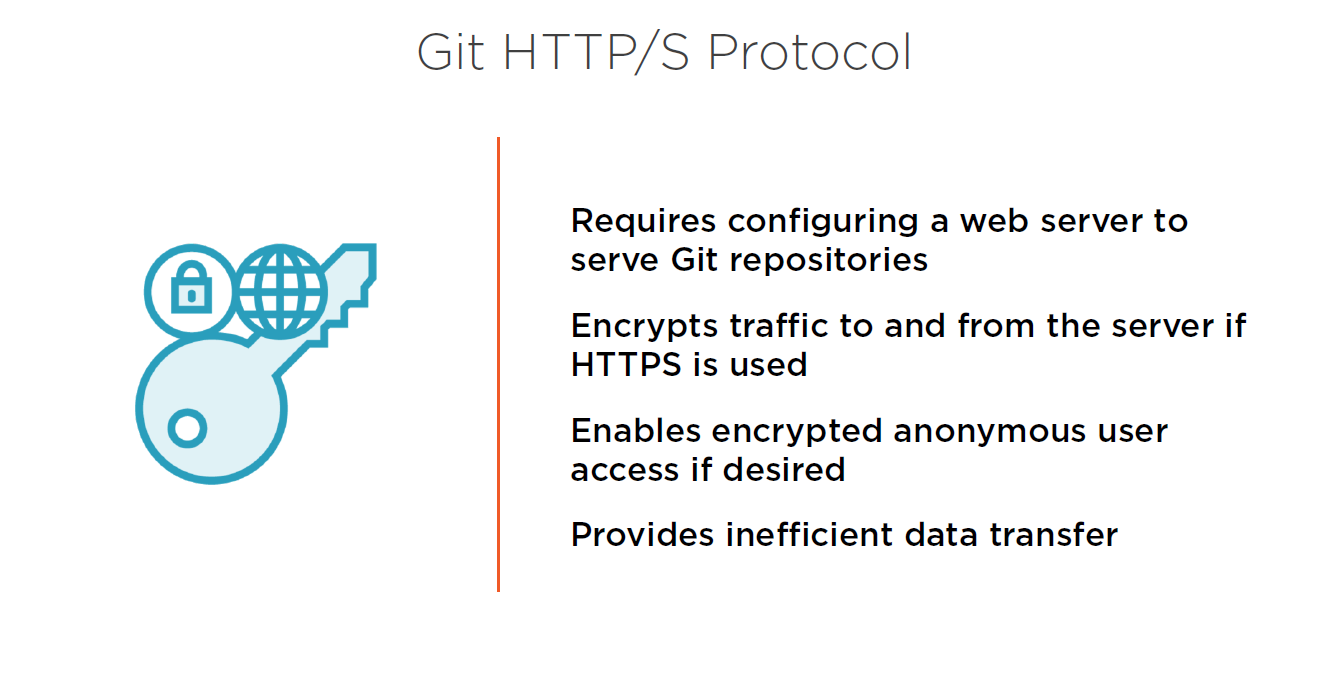 Git HTTP/S Protocol
Requires configuring a web server to
serve Git repositories
Encrypts traffic to and from the server if
HTTPS is used
Enables encrypted anonymous user
access if desired
Provides inefficient data transfer